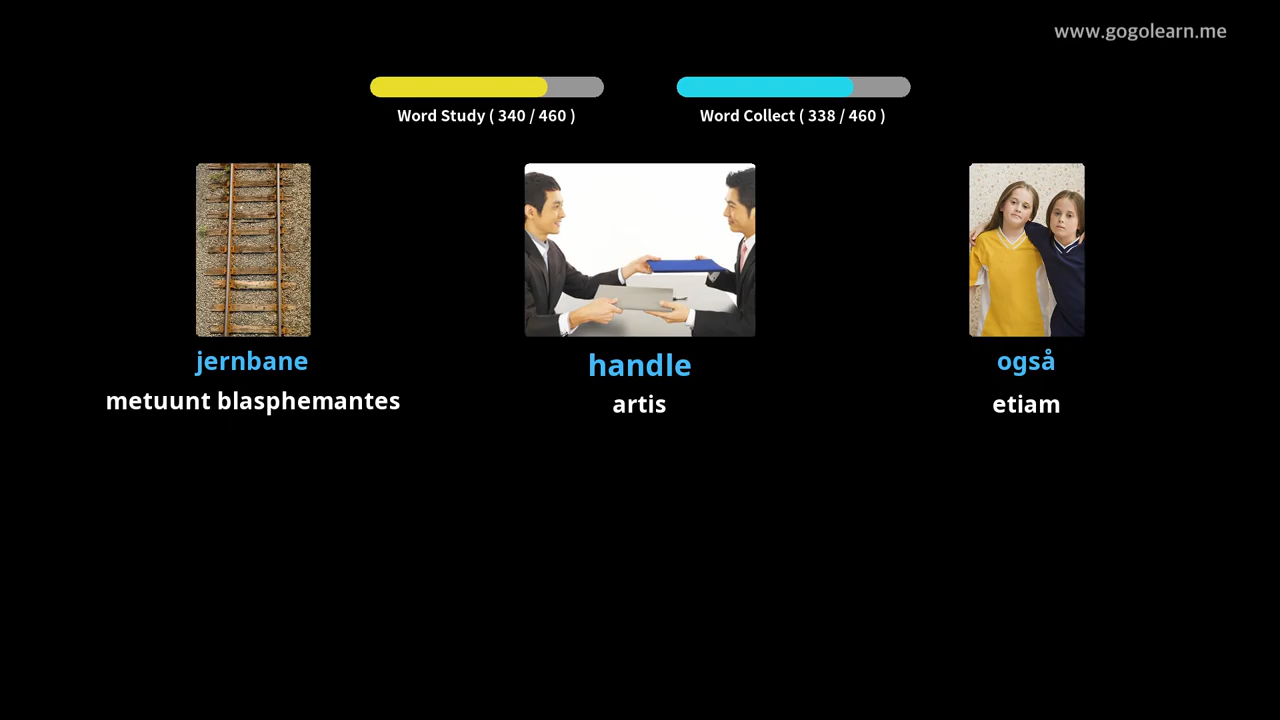 www.gogolearn.me
Word Study ( 340 / 460 )
Word Collect ( 338 / 460 )
jernbane
handle
også
metuunt blasphemantes
artis
etiam